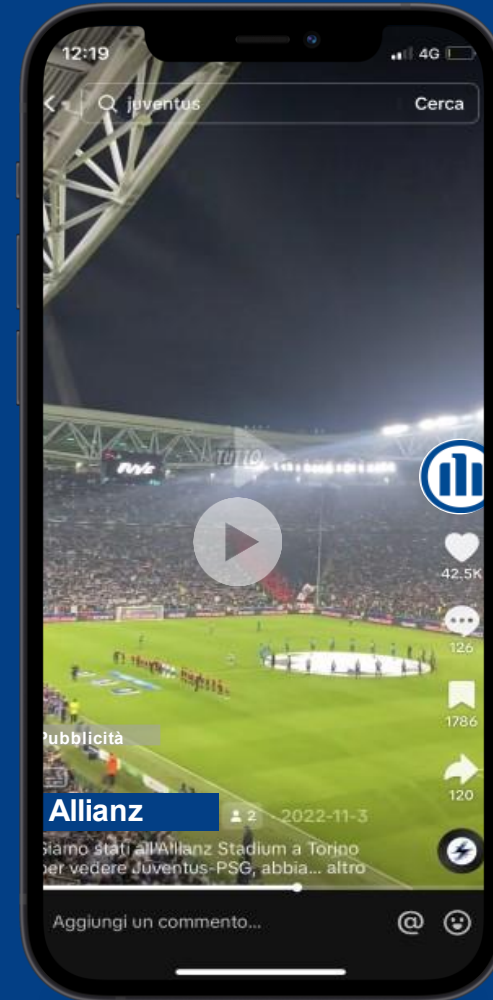 12:19
4G
juventus
Cerca
TUTTO
42.5K
126
1786
Pubblicità
120
Allianz
2 · 2022-11-3
Siamo stati all'Allianz Stadium a Torino
per vedere Juventus-PSG, abbia... altro
Aggiungi un commento...
@